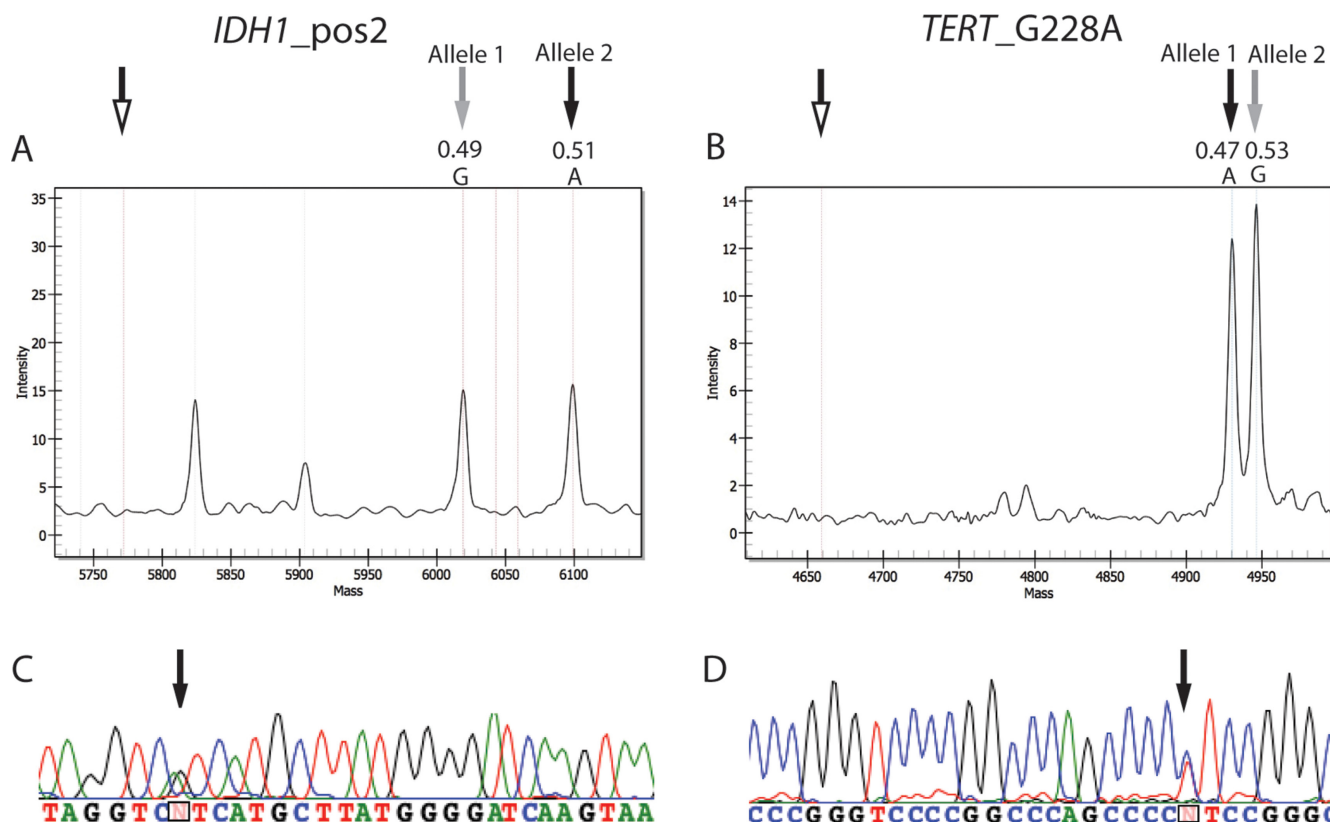 IDH1_pos2
TERT_G228A
Allele 1
Allele 2
Allele 1
Allele 2
A
0.49
0.51
G
A
B
0.47
0.53
A
G
35
30
25
20
15
10
5
0
Intensity
5750 5800 5850 5900 5950 6000 6050 6100
Mass
14
12
10
8
6
4
2
0
Intensity
4650 4700 4750 4800 4850 4900 4950
Mass
C
TAGGTCNTCATGCTTATGGGGATCAAGTAA
D
CCCGGGTCCCCGGCCCAGCCCCNTCCGGGC